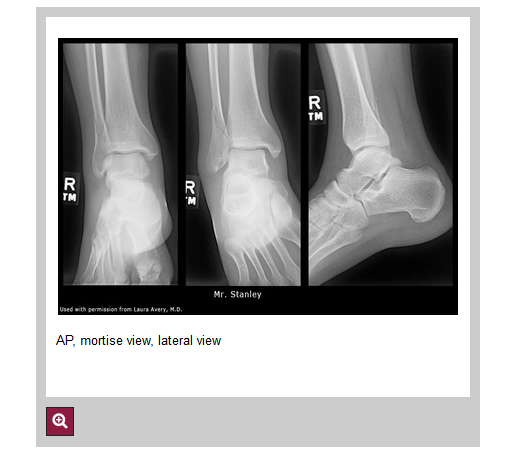 R
TM
R
TM
R
TM
Mr. Stanley
Used with permission from Laura Avery, M.D.
AP, mortise view, lateral view